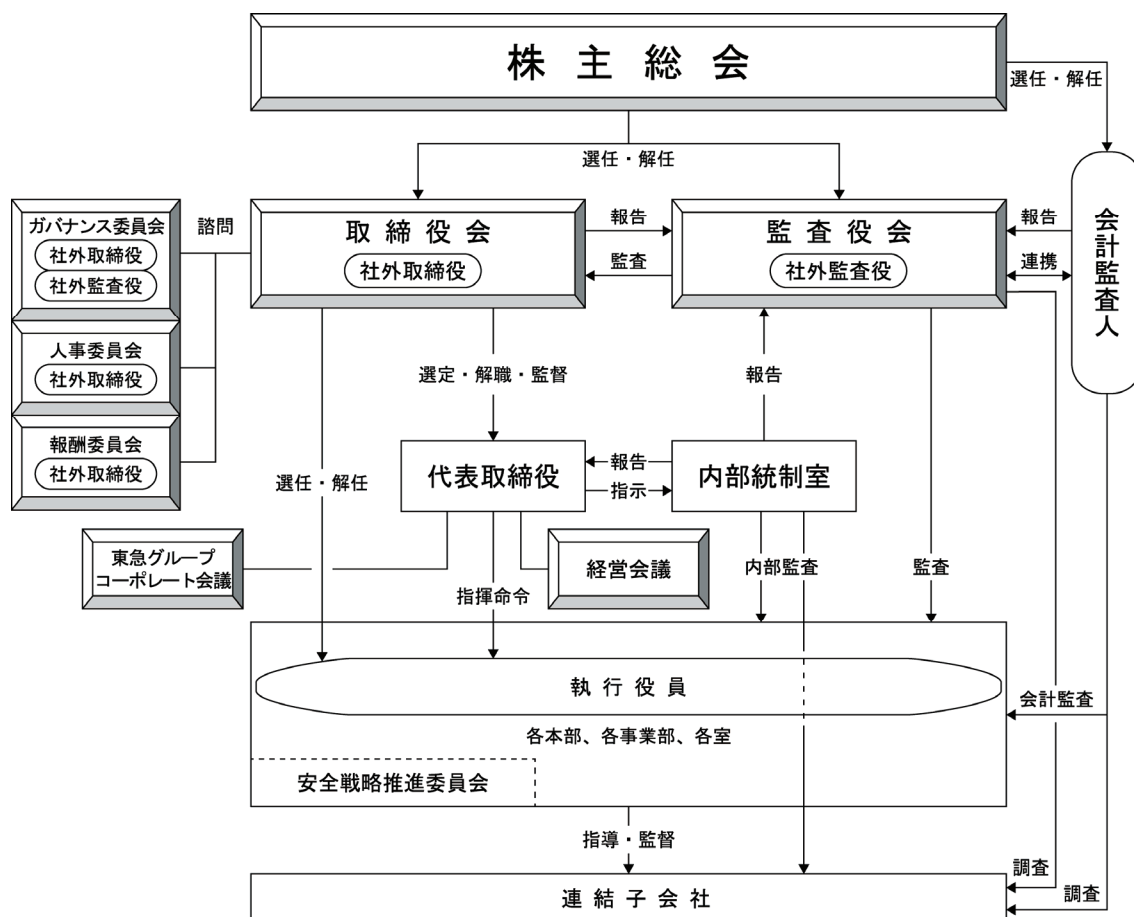 株主総会
選任・解任
選任・解任
ガバナンス委員会
社外取締役
社外監査役
諮問
取締役会
社外取締役
報告
監査
監査役会
社外監査役
報告
連携
会計監査人
人事委員会
社外取締役
選定・解職・監督
報告
報酬委員会
社外取締役
選任・解任
代表取締役
報告
指示
内部統制室
東急グループ
コーポレート会議
経営会議
指揮命令
内部監査
監査
執行役員
会計監査
各本部、各事業部、各室
安全戦略推進委員会
指導・監督
連結子会社
調査
調査